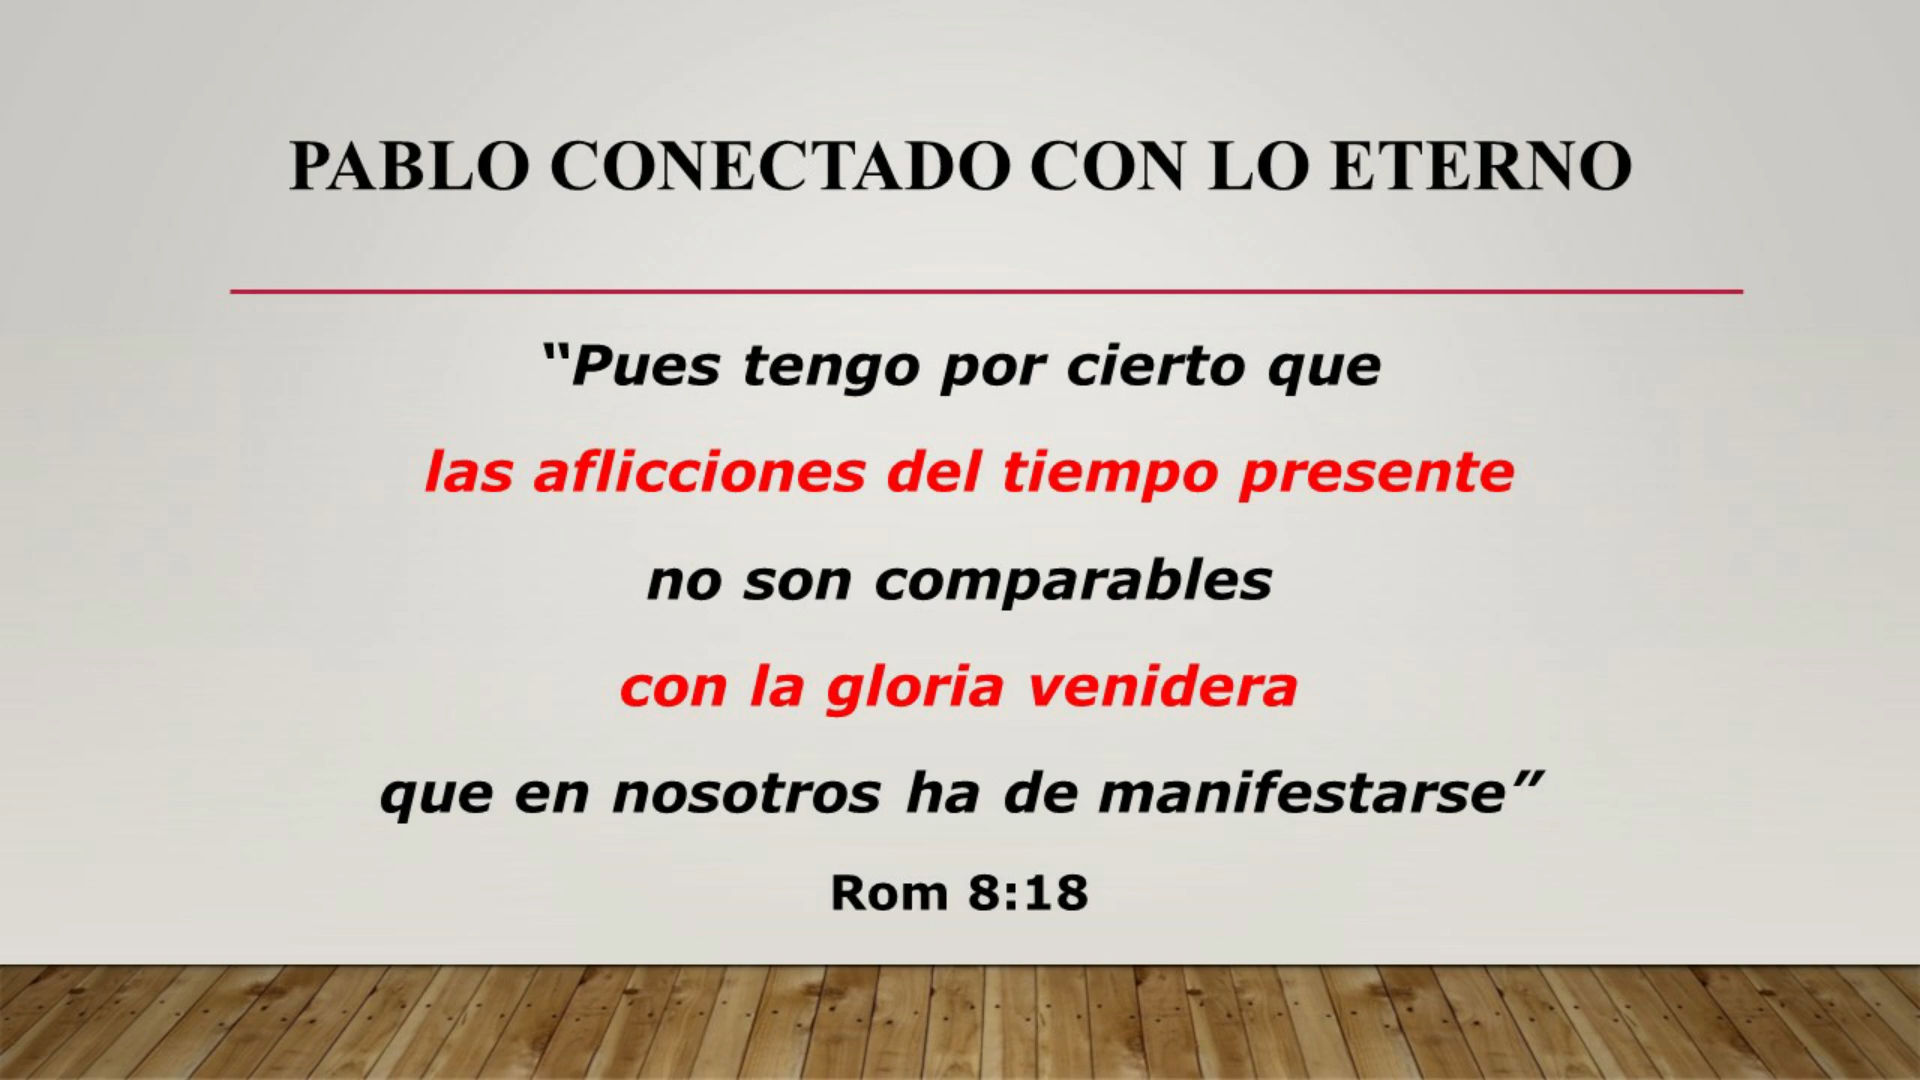 PABLO CONECTADO CON LO ETERNO
“Pues tengo por cierto que
las aflicciones del tiempo presente
no son comparables
con la gloria venidera
que en nosotros ha de manifestarse”
Rom 8:18